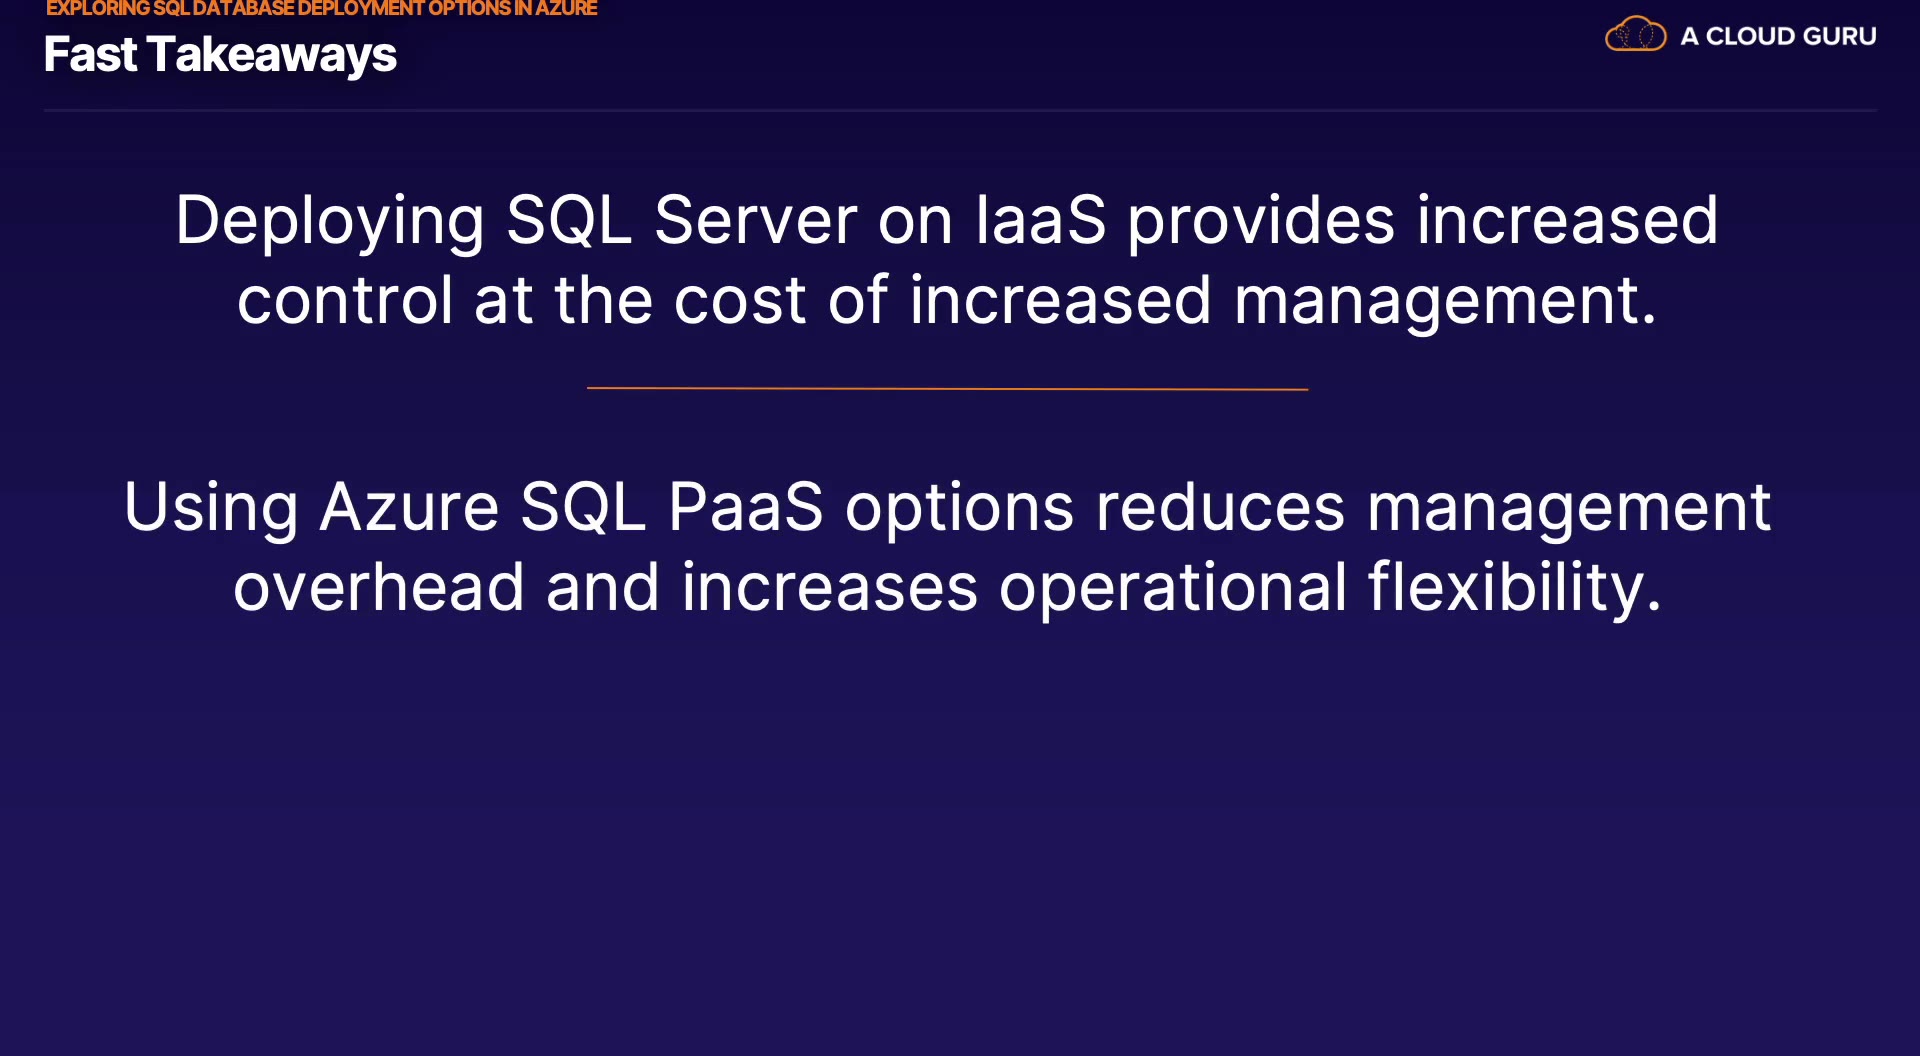 EXPLORING SQL DATABASE DEPLOYMENT OPTIONS IN AZURE
Fast Takeaways
A CLOUD GURU
Deploying SQL Server on IaaS provides increased
control at the cost of increased management.
Using Azure SQL PaaS options reduces management
overhead and increases operational flexibility.